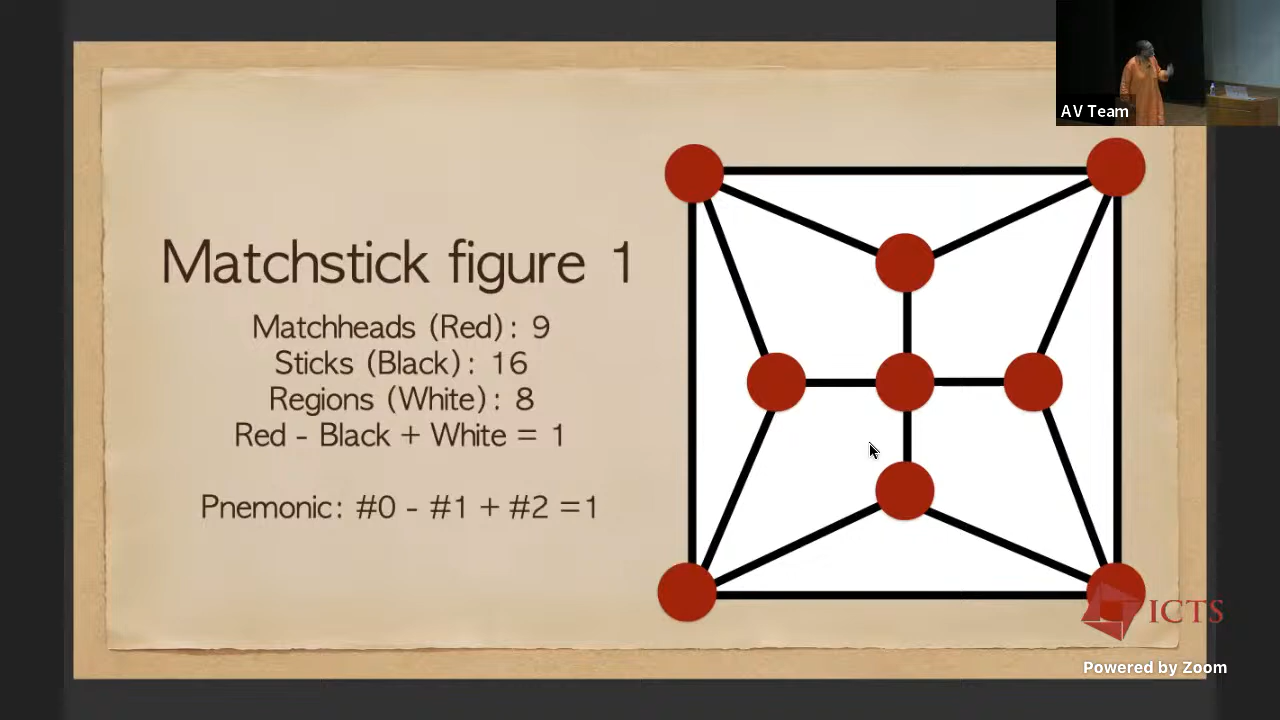 AV Team
Matchstick figure 1
Matchheads (Red): 9
Sticks (Black): 16
Regions (White): 8
Red - Black + White = 1
Pnemonic: #0 - #1 + #2 =1
ICTS
Powered by Zoom